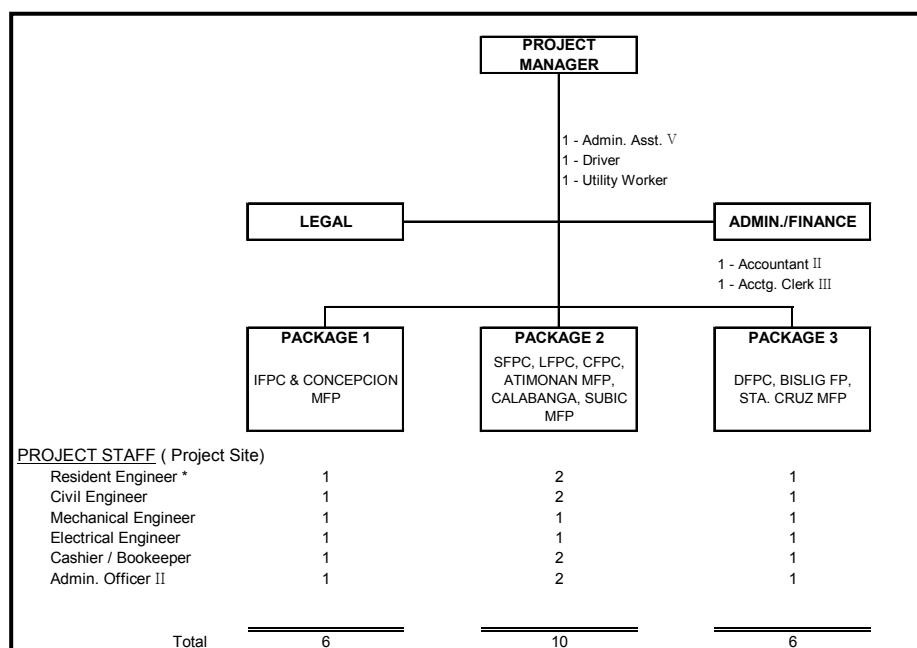 PROJECT
MANAGER
1 - Admin. Asst. Ⅴ
1 - Driver
1 - Utility Worker
LEGAL
ADMIN./FINANCE
1 - Accountant Ⅱ
1 - Acctg. Clerk Ⅲ
PACKAGE 1
IFPC & CONCEPCION
MFP
PACKAGE 2
SFPC, LFPC, CFPC,
ATIMONAN MFP,
CALABANGA, SUBIC
MFP
PACKAGE 3
DFPC, BISLIG FP,
STA. CRUZ MFP
PROJECT STAFF ( Project Site)
Resident Engineer * 1 2 1
Civil Engineer 1 2 1
Mechanical Engineer 1 1 1
Electrical Engineer 1 1 1
Cashier / Bookeeper 1 2 1
Admin. Officer Ⅱ 1 2 1
Total 6 10 6